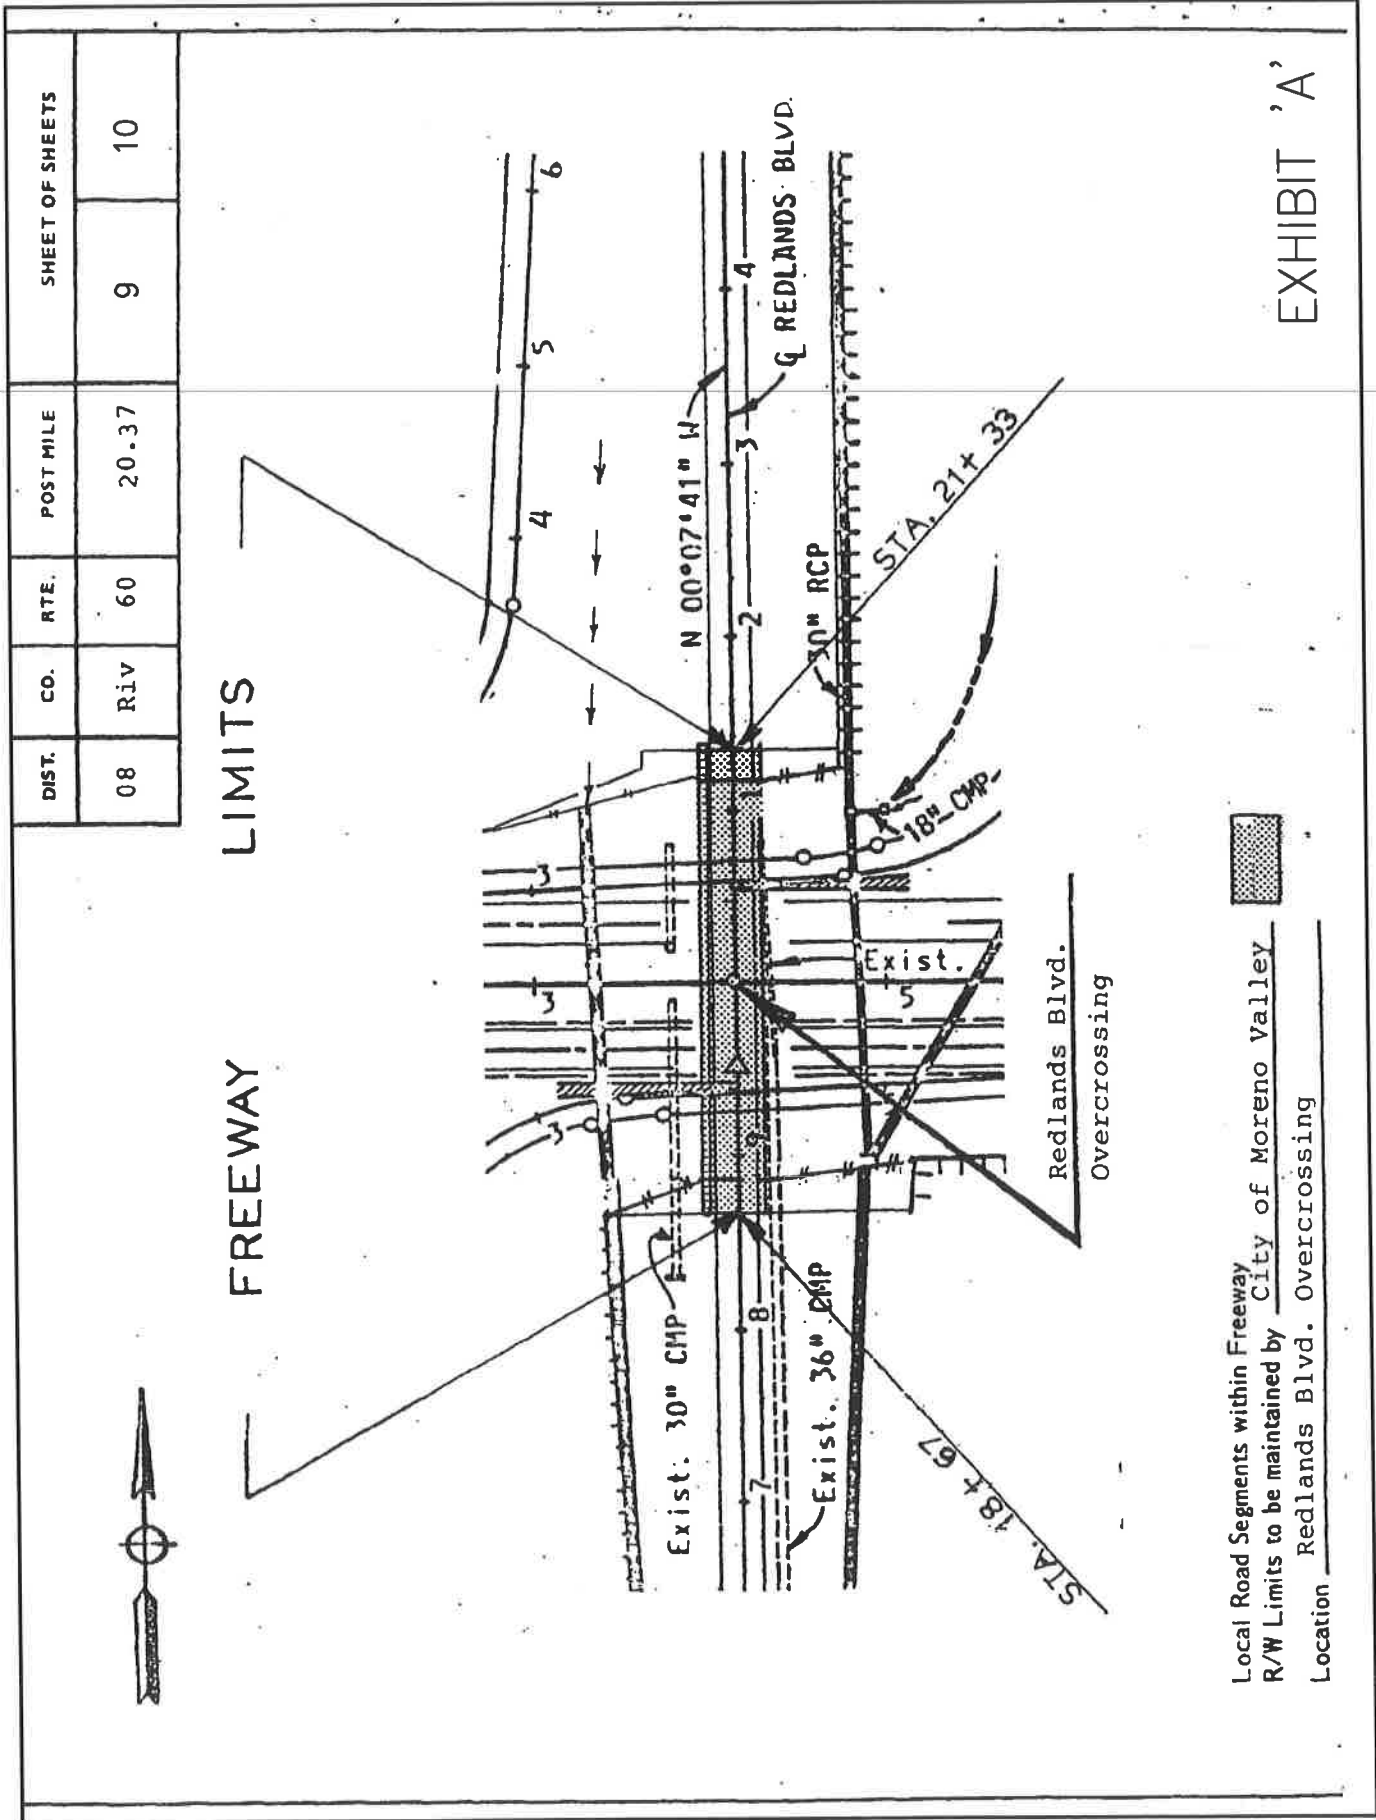 DIST. CO. RTE. POST MILE SHEET OF SHEETS
08 Riv 60 20.37 9 10
FREEWAY LIMITS
6
5
4
N 00°07'41" W
4
3
2
℄ REDLANDS BLVD.
30" RCP
STA. 21+ 33
18" CMP
3
3
3
Exist.
5
Exist. 30" CMP
8
7
Exist. 36" CMP
STA. 18+ 67
Redlands Blvd.
Overcrossing
Local Road Segments within Freeway
R/W Limits to be maintained by City of Moreno Valley
Location Redlands Blvd. Overcrossing
EXHIBIT 'A'